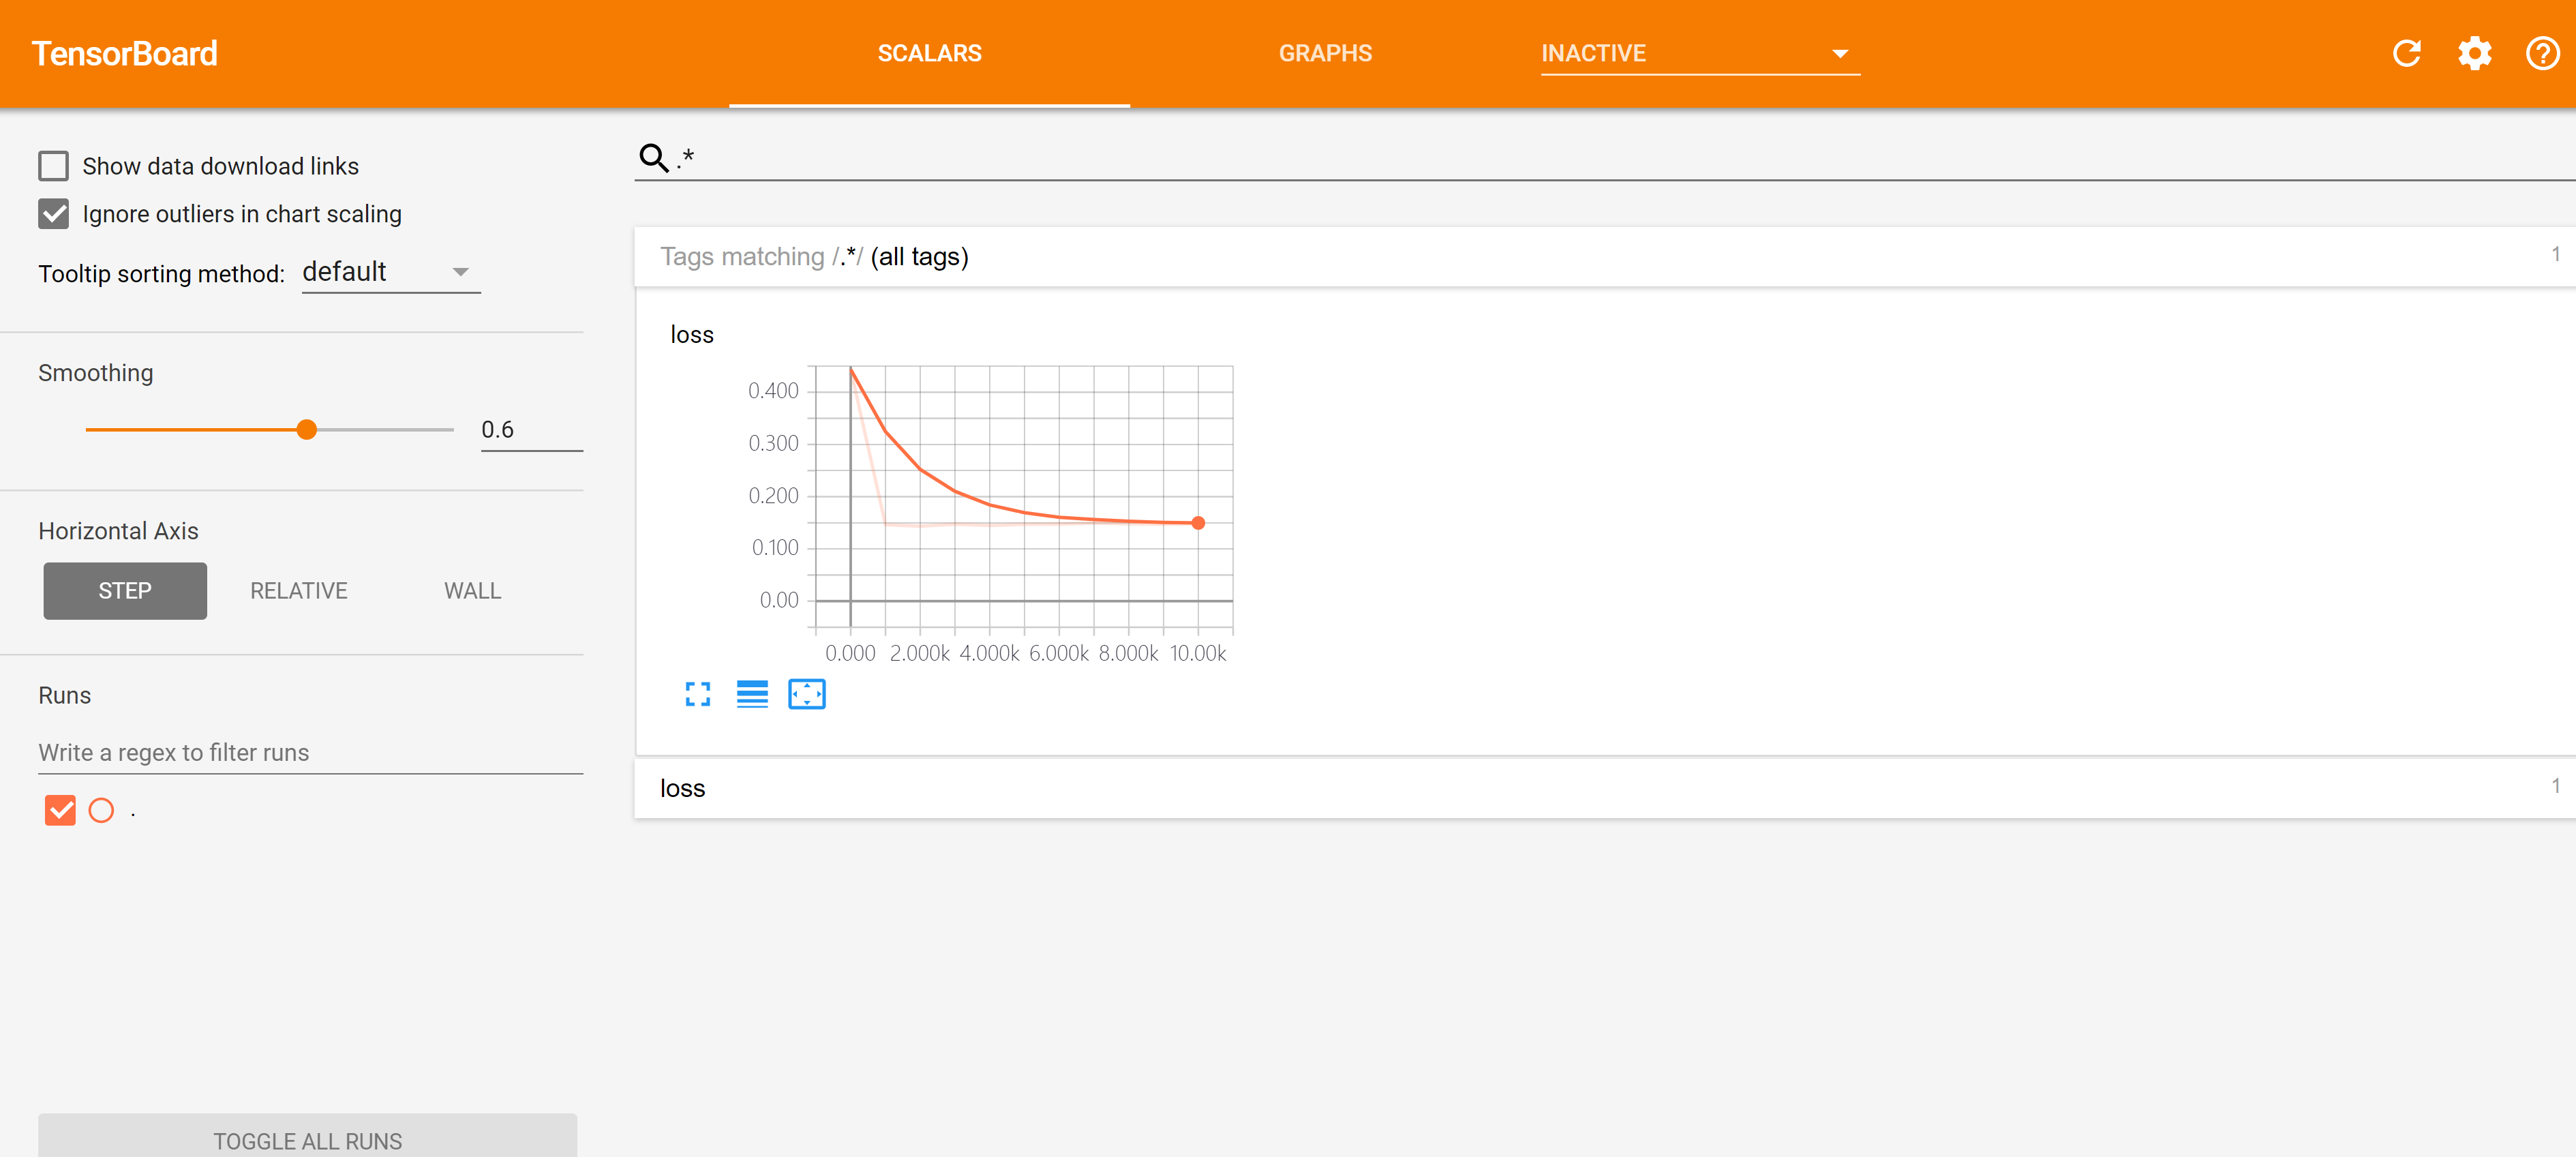 TensorBoard SCALARS GRAPHS INACTIVE
Show data download links
Ignore outliers in chart scaling
Tooltip sorting method: default
Smoothing
0.6
Horizontal Axis
STEP RELATIVE WALL
Runs
Write a regex to filter runs
.
TOGGLE ALL RUNS
.*
Tags matching /.*/ (all tags) 1
loss
0.400
0.300
0.200
0.100
0.00
0.000 2.000k 4.000k 6.000k 8.000k 10.00k
loss 1